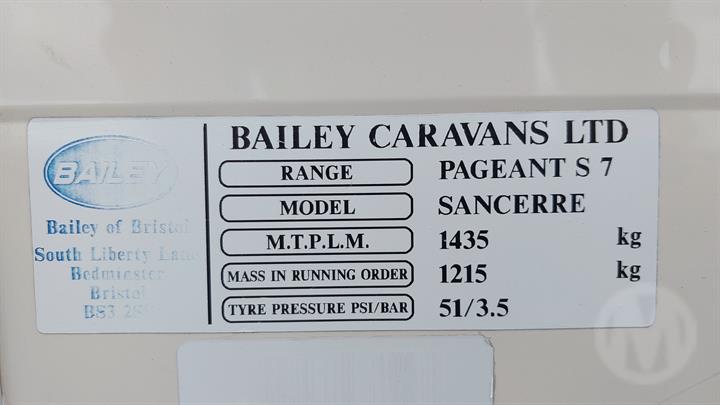 BAILEY CARAVANS LTD
RANGE PAGEANT S 7
MODEL SANCERRE
M.T.P.L.M. 1435 kg
MASS IN RUNNING ORDER 1215 kg
TYRE PRESSURE PSI/BAR 51/3.5
BAILEY
Bailey of Bristol
South Liberty Lane
Bedminster
Bristol
BS3
M